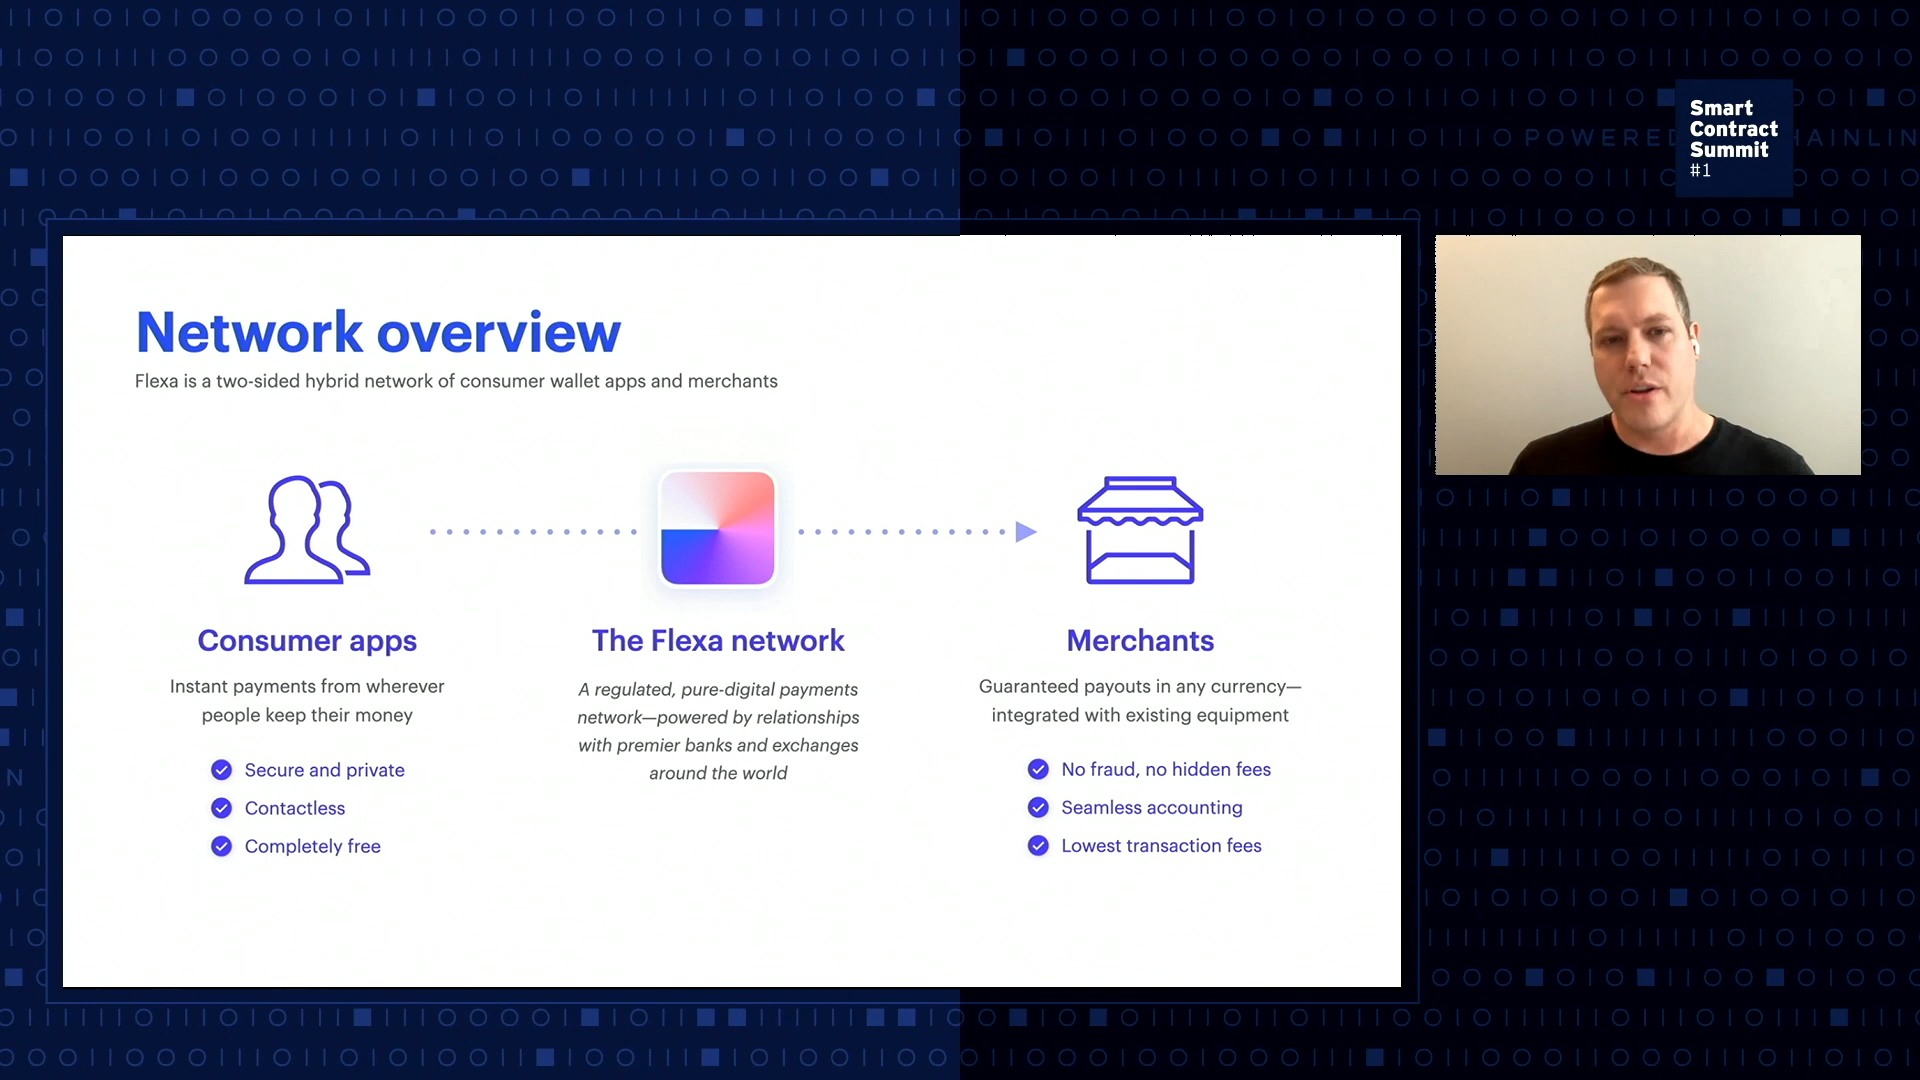 POWERED
HAINLIN
Smart
Contract
Summit
#1
Network overview
Flexa is a two-sided hybrid network of consumer wallet apps and merchants
Consumer apps
Instant payments from wherever
people keep their money
Secure and private
Contactless
Completely free
The Flexa network
A regulated, pure-digital payments
network—powered by relationships
with premier banks and exchanges
around the world
Merchants
Guaranteed payouts in any currency—
integrated with existing equipment
No fraud, no hidden fees
Seamless accounting
Lowest transaction fees